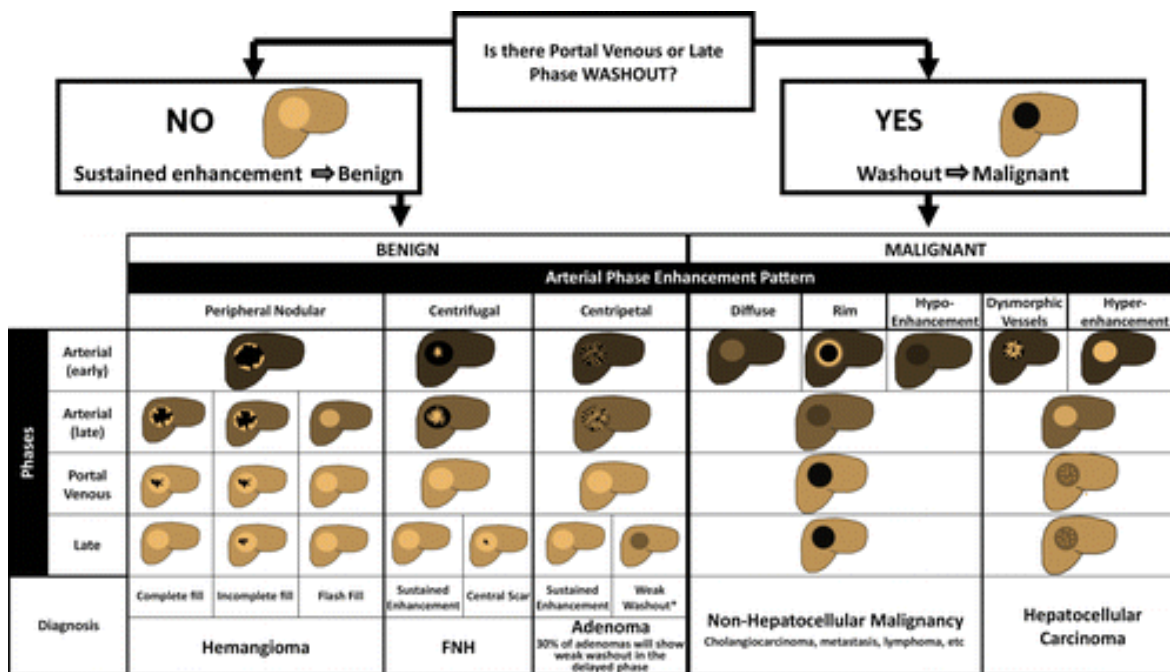 Is there Portal Venous or Late
Phase WASHOUT?
NO
Sustained enhancement ⇨ Benign
YES
Washout ⇨ Malignant
BENIGN
MALIGNANT
Arterial Phase Enhancement Pattern
Peripheral Nodular
Centrifugal
Centripetal
Diffuse
Rim
Hypo-
Enhancement
Dysmorphic
Vessels
Hyper-
enhancement
Phases
Arterial
(early)
Arterial
(late)
Portal
Venous
Late
Diagnosis
Complete fill
Incomplete fill
Flash Fill
Sustained
Enhancement
Central Scar
Sustained
Enhancement
Weak
Washout*
Hemangioma
FNH
Adenoma
30% of adenomas will show
weak washout in the
delayed phase
Non-Hepatocellular Malignancy
Cholangiocarcinoma, metastasis, lymphoma, etc
Hepatocellular
Carcinoma